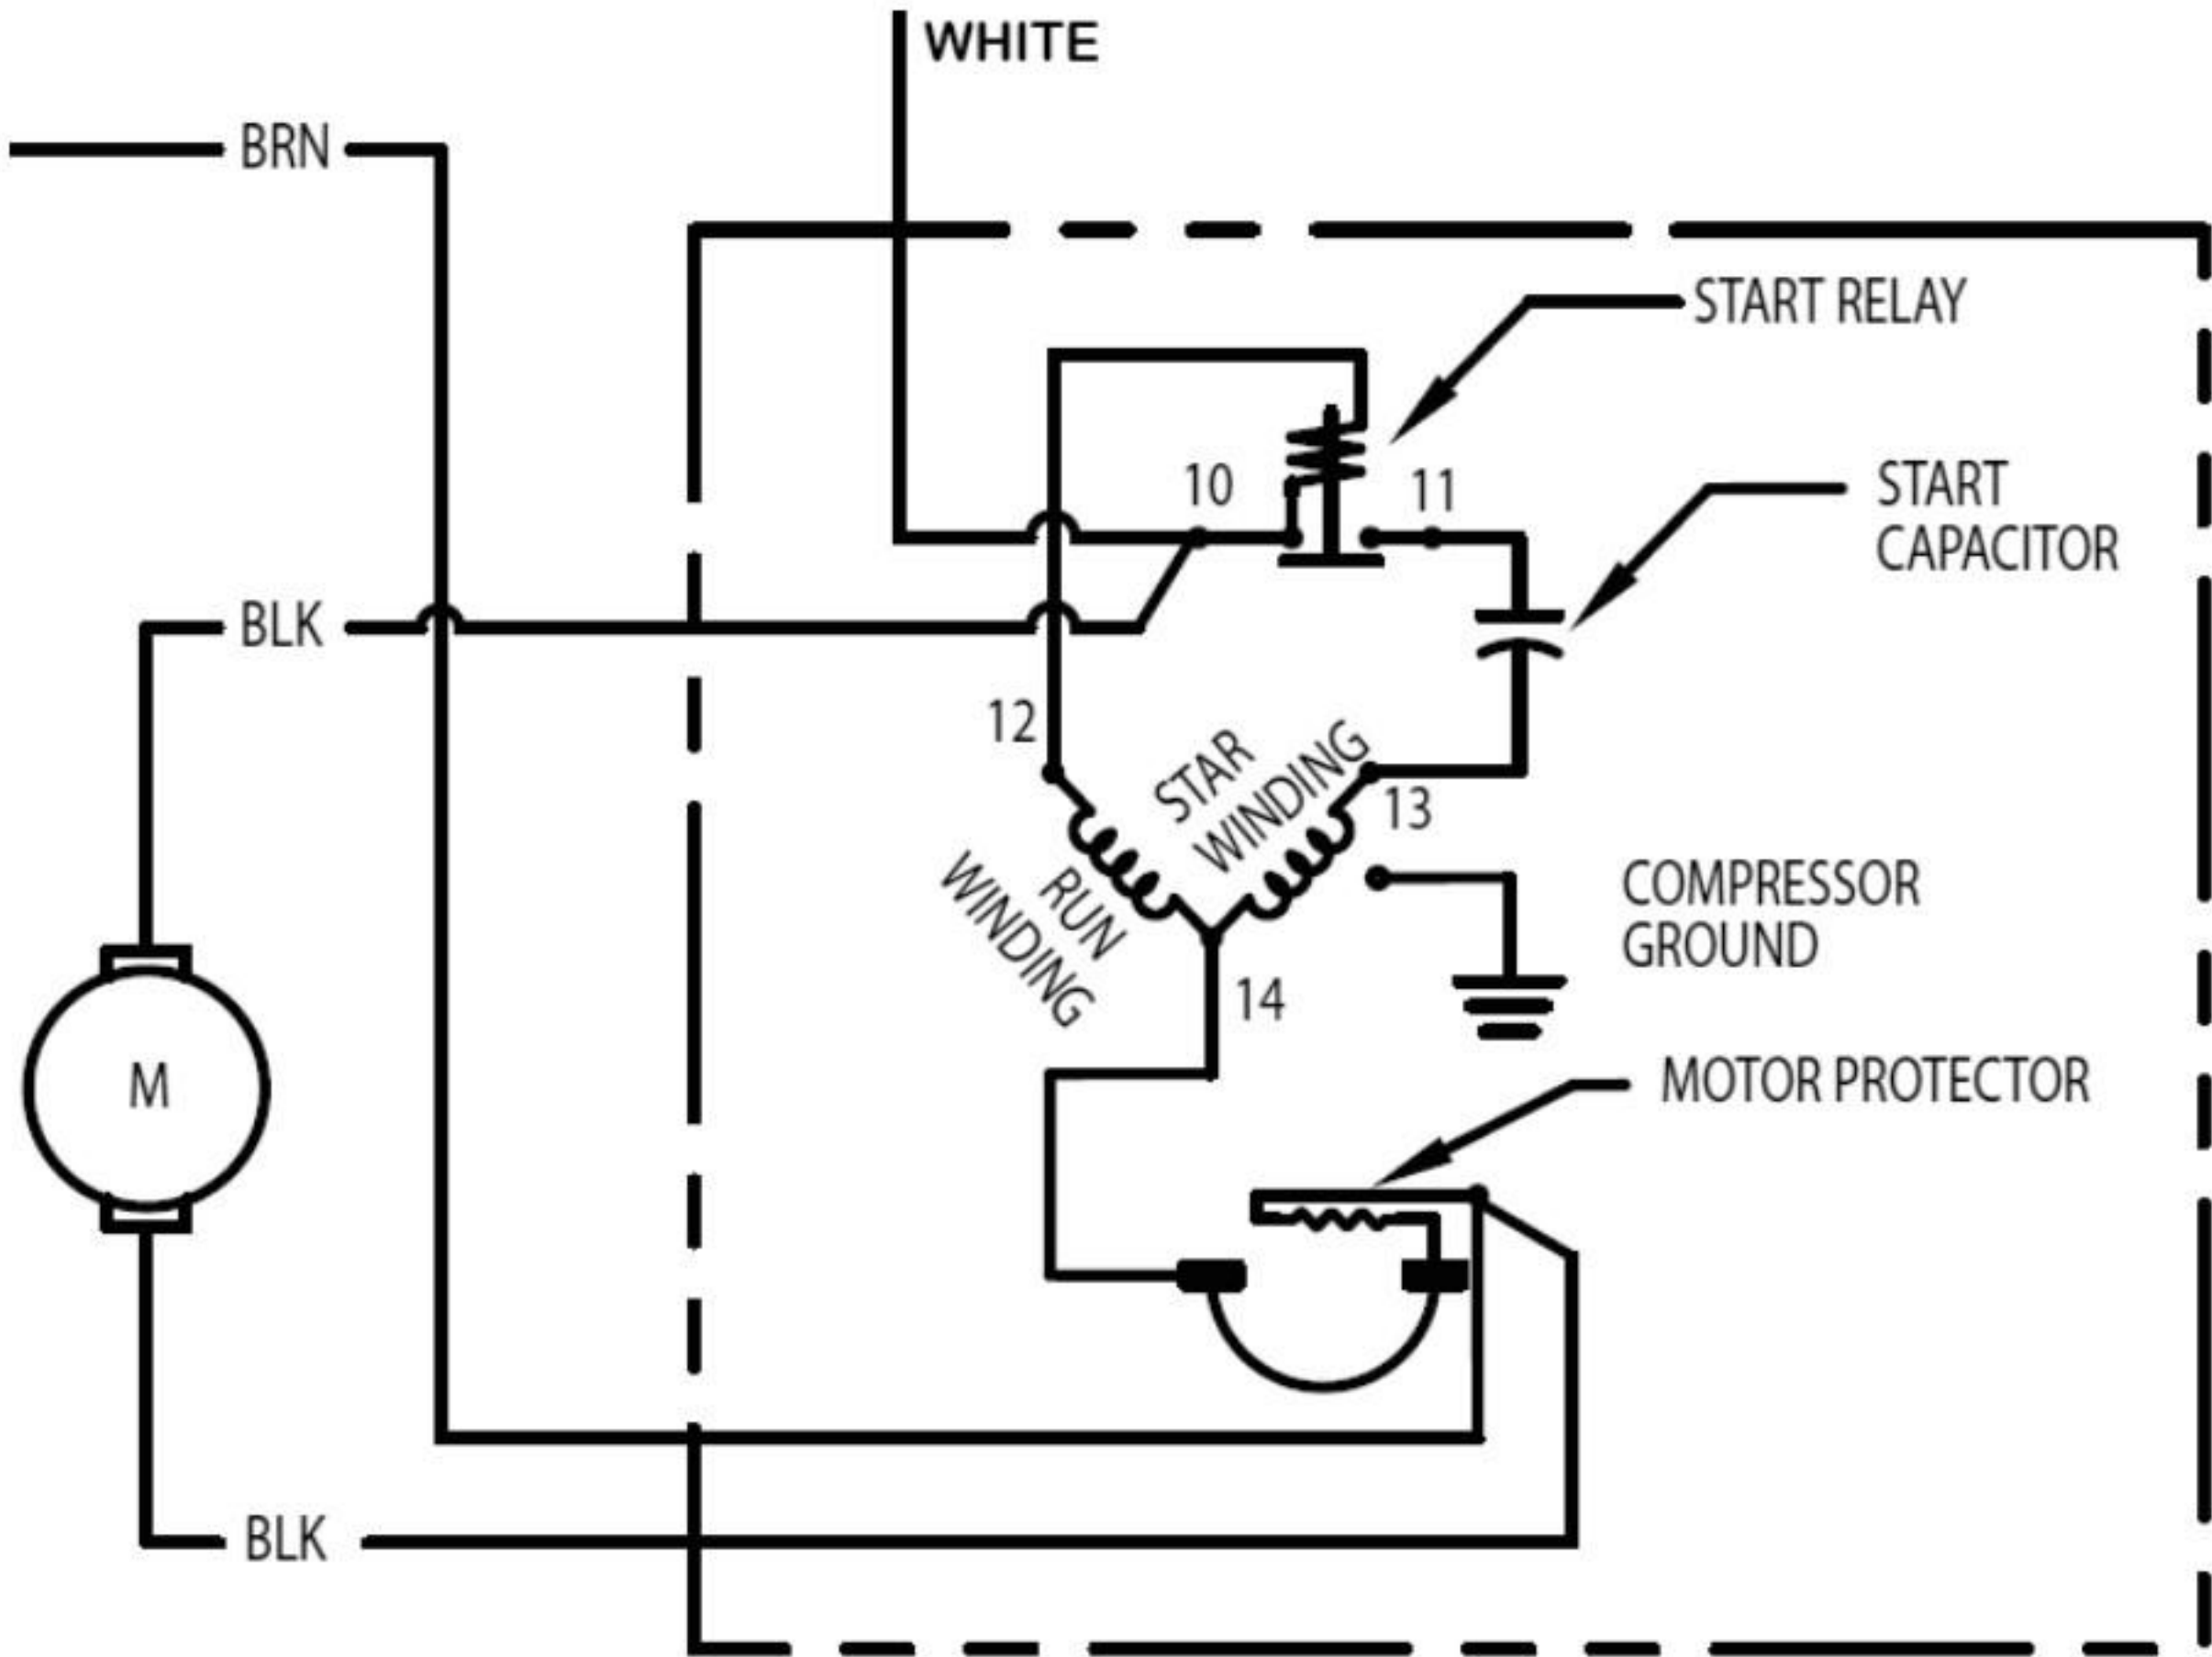 WHITE
BRN
START RELAY
10
11
START
CAPACITOR
BLK
12
STAR
WINDING
13
RUN
WINDING
COMPRESSOR
GROUND
14
M
MOTOR PROTECTOR
BLK